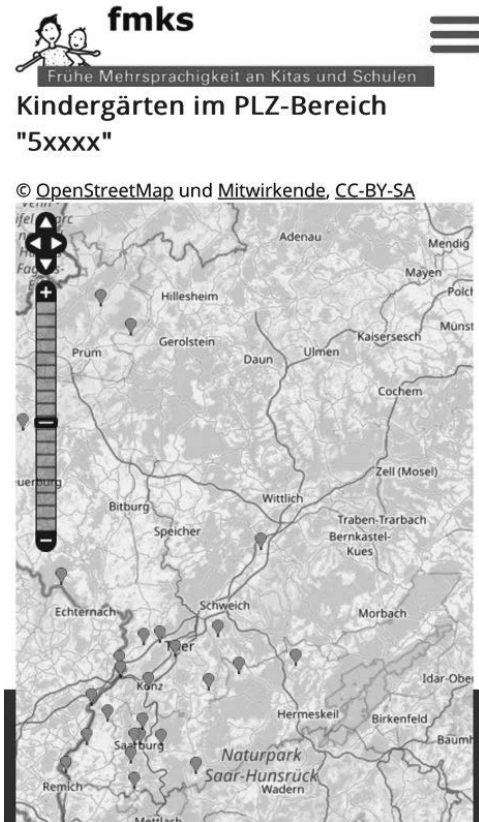 fmks
Frühe Mehrsprachigkeit an Kitas und Schulen
Kindergärten im PLZ-Bereich
"5xxxx"
© OpenStreetMap und Mitwirkende, CC-BY-SA
Adenau
Mendig
Mayen
Hillesheim
Polch
Kaisersesch
Gerolstein
Ulmen
Prüm
Daun
Cochem
Zell (Mosel)
Wittlich
Bitburg
Traben-Trarbach
Speicher
Bernkastel-
Kues
Schweich
Echternach
Morbach
Trier
Konz
Hermeskeil
Birkenfeld
Saarburg
Naturpark
Saar-Hunsrück
Remich
Wadern
Mettlach